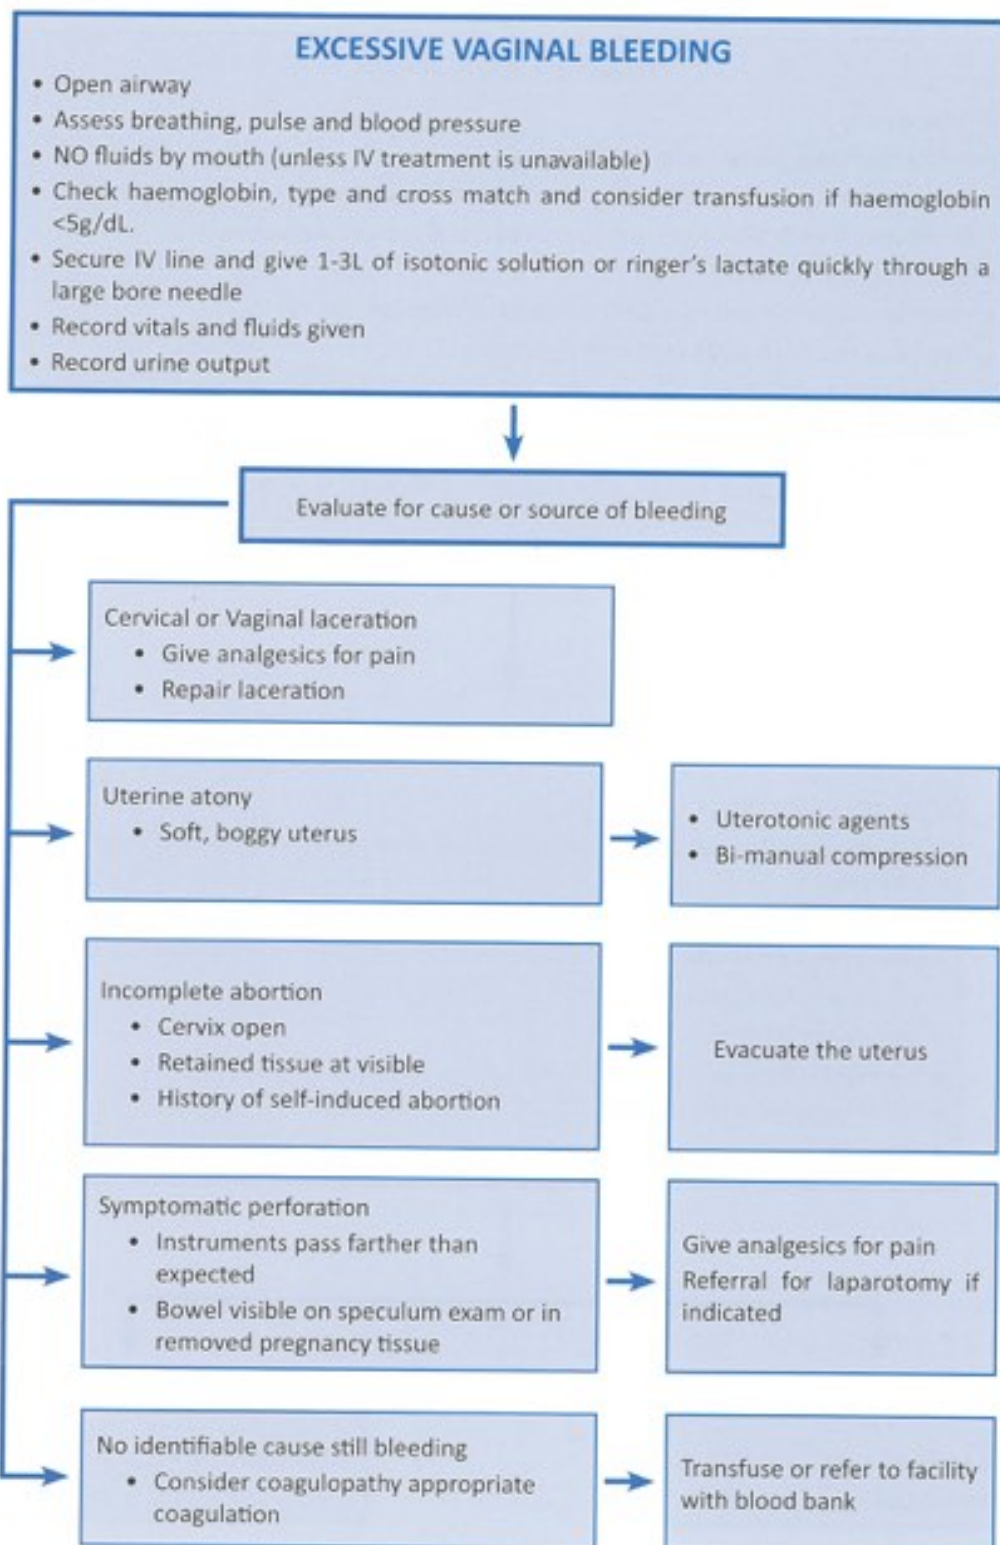 EXCESSIVE VAGINAL BLEEDING
• Open airway
• Assess breathing, pulse and blood pressure
• NO fluids by mouth (unless IV treatment is unavailable)
• Check haemoglobin, type and cross match and consider transfusion if haemoglobin
<5g/dL.
• Secure IV line and give 1-3L of isotonic solution or ringer's lactate quickly through a
large bore needle
• Record vitals and fluids given
• Record urine output
Evaluate for cause or source of bleeding
Cervical or Vaginal laceration
• Give analgesics for pain
• Repair laceration
Uterine atony
• Soft, boggy uterus
• Uterotonic agents
• Bi-manual compression
Incomplete abortion
• Cervix open
• Retained tissue at visible
• History of self-induced abortion
Evacuate the uterus
Symptomatic perforation
• Instruments pass farther than
expected
• Bowel visible on speculum exam or in
removed pregnancy tissue
Give analgesics for pain
Referral for laparotomy if
indicated
No identifiable cause still bleeding
• Consider coagulopathy appropriate
coagulation
Transfuse or refer to facility
with blood bank